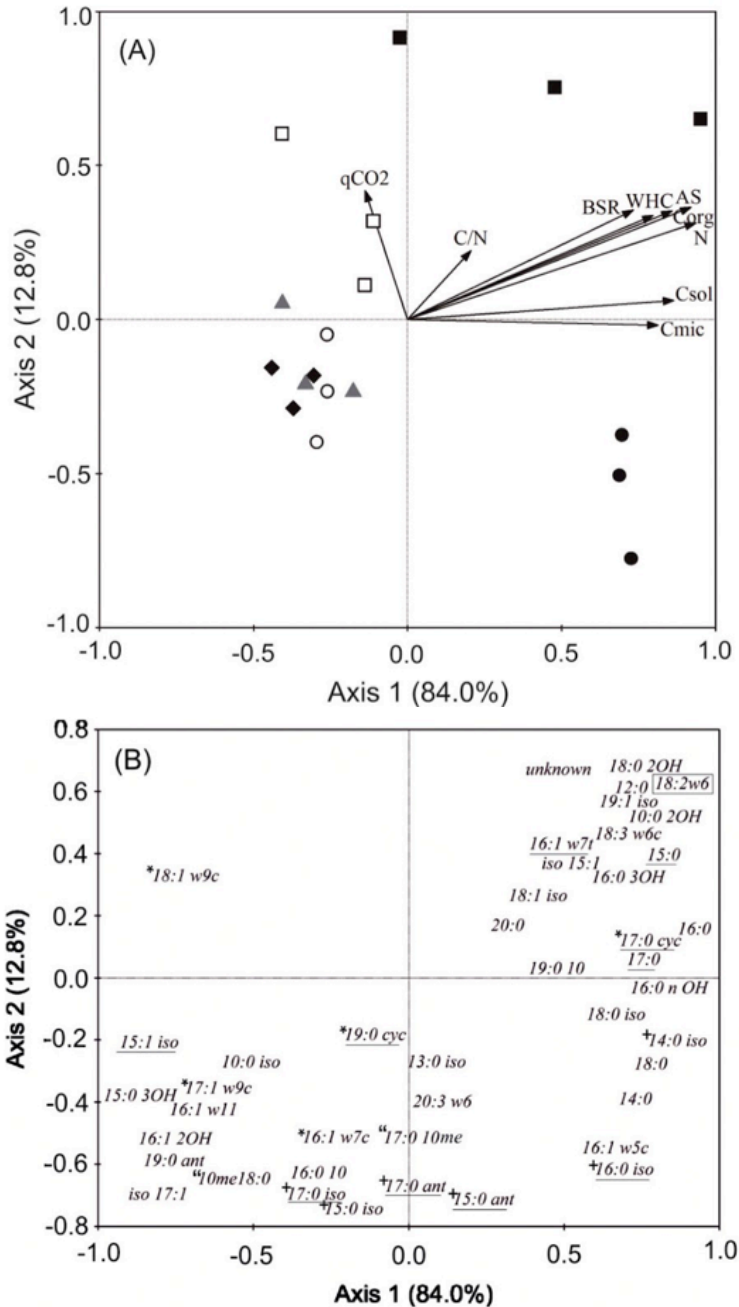 1.0
(A)
0.5
qCO2
BSR WHC AS
Corg
C/N
N
Csol
0.0
Cmic
-0.5
-1.0
-1.0 -0.5 0.0 0.5 1.0
Axis 2 (12.8%)
Axis 1 (84.0%)
0.8
(B)
unknown 18:0 2OH
0.6
12:0 18:2w6
19:1 iso
10:0 2OH
18:3 w6c
16:1 w7t
0.4
iso 15:1 15:0
*18:1 w9c
16:0 3OH
18:1 iso
0.2
20:0
16:0
*17:0 cyc
19:0 10 17:0
0.0
16:0 n OH
18:0 iso
-0.2
*19:0 cyc
+14:0 iso
15:1 iso
10:0 iso 13:0 iso 18:0
*17:1 w9c
15:0 3OH
-0.4
16:1 w11
20:3 w6 14:0
16:1 2OH *16:1 w7c “17:0 10me
16:1 w5c
19:0 ant
-0.6
“10me18:0 16:0 10 +16:0 iso
iso 17:1 +17:0 iso +17:0 ant +15:0 ant
+15:0 iso
-0.8
-1.0 -0.5 0.0 0.5 1.0
Axis 2 (12.8%)
Axis 1 (84.0%)